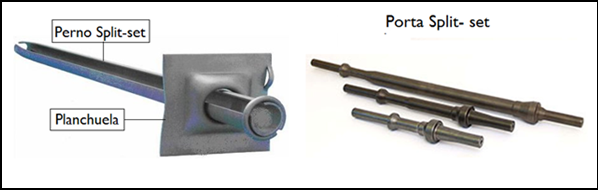 Perno Split-set
Planchuela
Porta Split- set